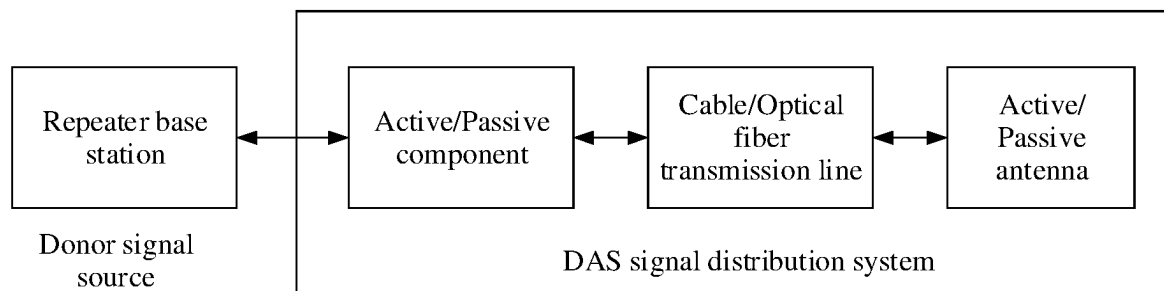 Repeater base
station
Active/Passive
component
Cable/Optical
fiber
transmission line
Active/
Passive
antenna
Donor signal
source
DAS signal distribution system